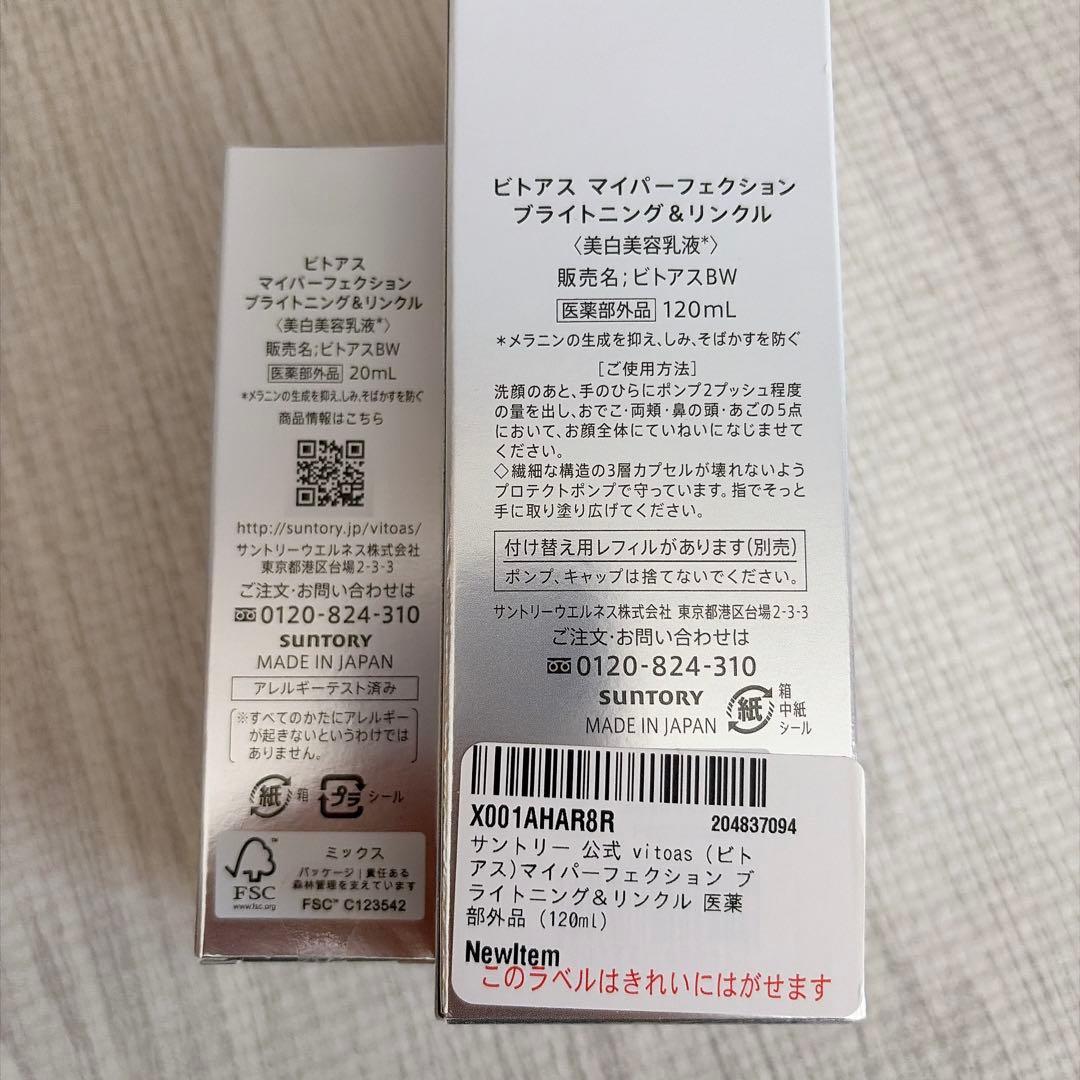 ビトアス
マイパーフェクション
ブライトニング&リンクル
〈美白美容乳液*〉
販売名;ビトアスBW
医薬部外品 20mL
*メラニンの生成を抑え、しみ、そばかすを防ぐ
商品情報はこちら
http://suntory.jp/vitoas/
サントリーウエルネス株式会社
東京都港区台場2-3-3
ご注文・お問い合わせは
0120-824-310
SUNTORY
MADE IN JAPAN
アレルギーテスト済み
※すべてのかたにアレルギー
が起きないというわけでは
ありません。
紙 箱 プラ シール
FSC
www.fsc.org
ミックス
パッケージ|責任ある
森林管理を支えています
FSC™ C123542
ビトアス マイパーフェクション
ブライトニング&リンクル
〈美白美容乳液*〉
販売名;ビトアスBW
医薬部外品 120mL
*メラニンの生成を抑え、しみ、そばかすを防ぐ
[ご使用方法]
洗顔のあと、手のひらにポンプ2プッシュ程度
の量を出し、おでこ・両頬・鼻の頭・あごの5点
において、お顔全体にていねいになじませて
ください。
◇繊細な構造の3層カプセルが壊れないよう
プロテクトポンプで守っています。指でそっと
手に取り塗り広げてください。
付け替え用レフィルがあります(別売)
ポンプ、キャップは捨てないでください。
サントリーウエルネス株式会社 東京都港区台場2-3-3
ご注文・お問い合わせは
0120-824-310
SUNTORY
MADE IN JAPAN
紙
箱
中紙
シール
X001AHAR8R 204837094
サントリー 公式 vitoas (ビト
アス)マイパーフェクション ブ
ライトニング&リンクル 医薬
部外品 (120ml)
NewItem
このラベルはきれいにはがせます